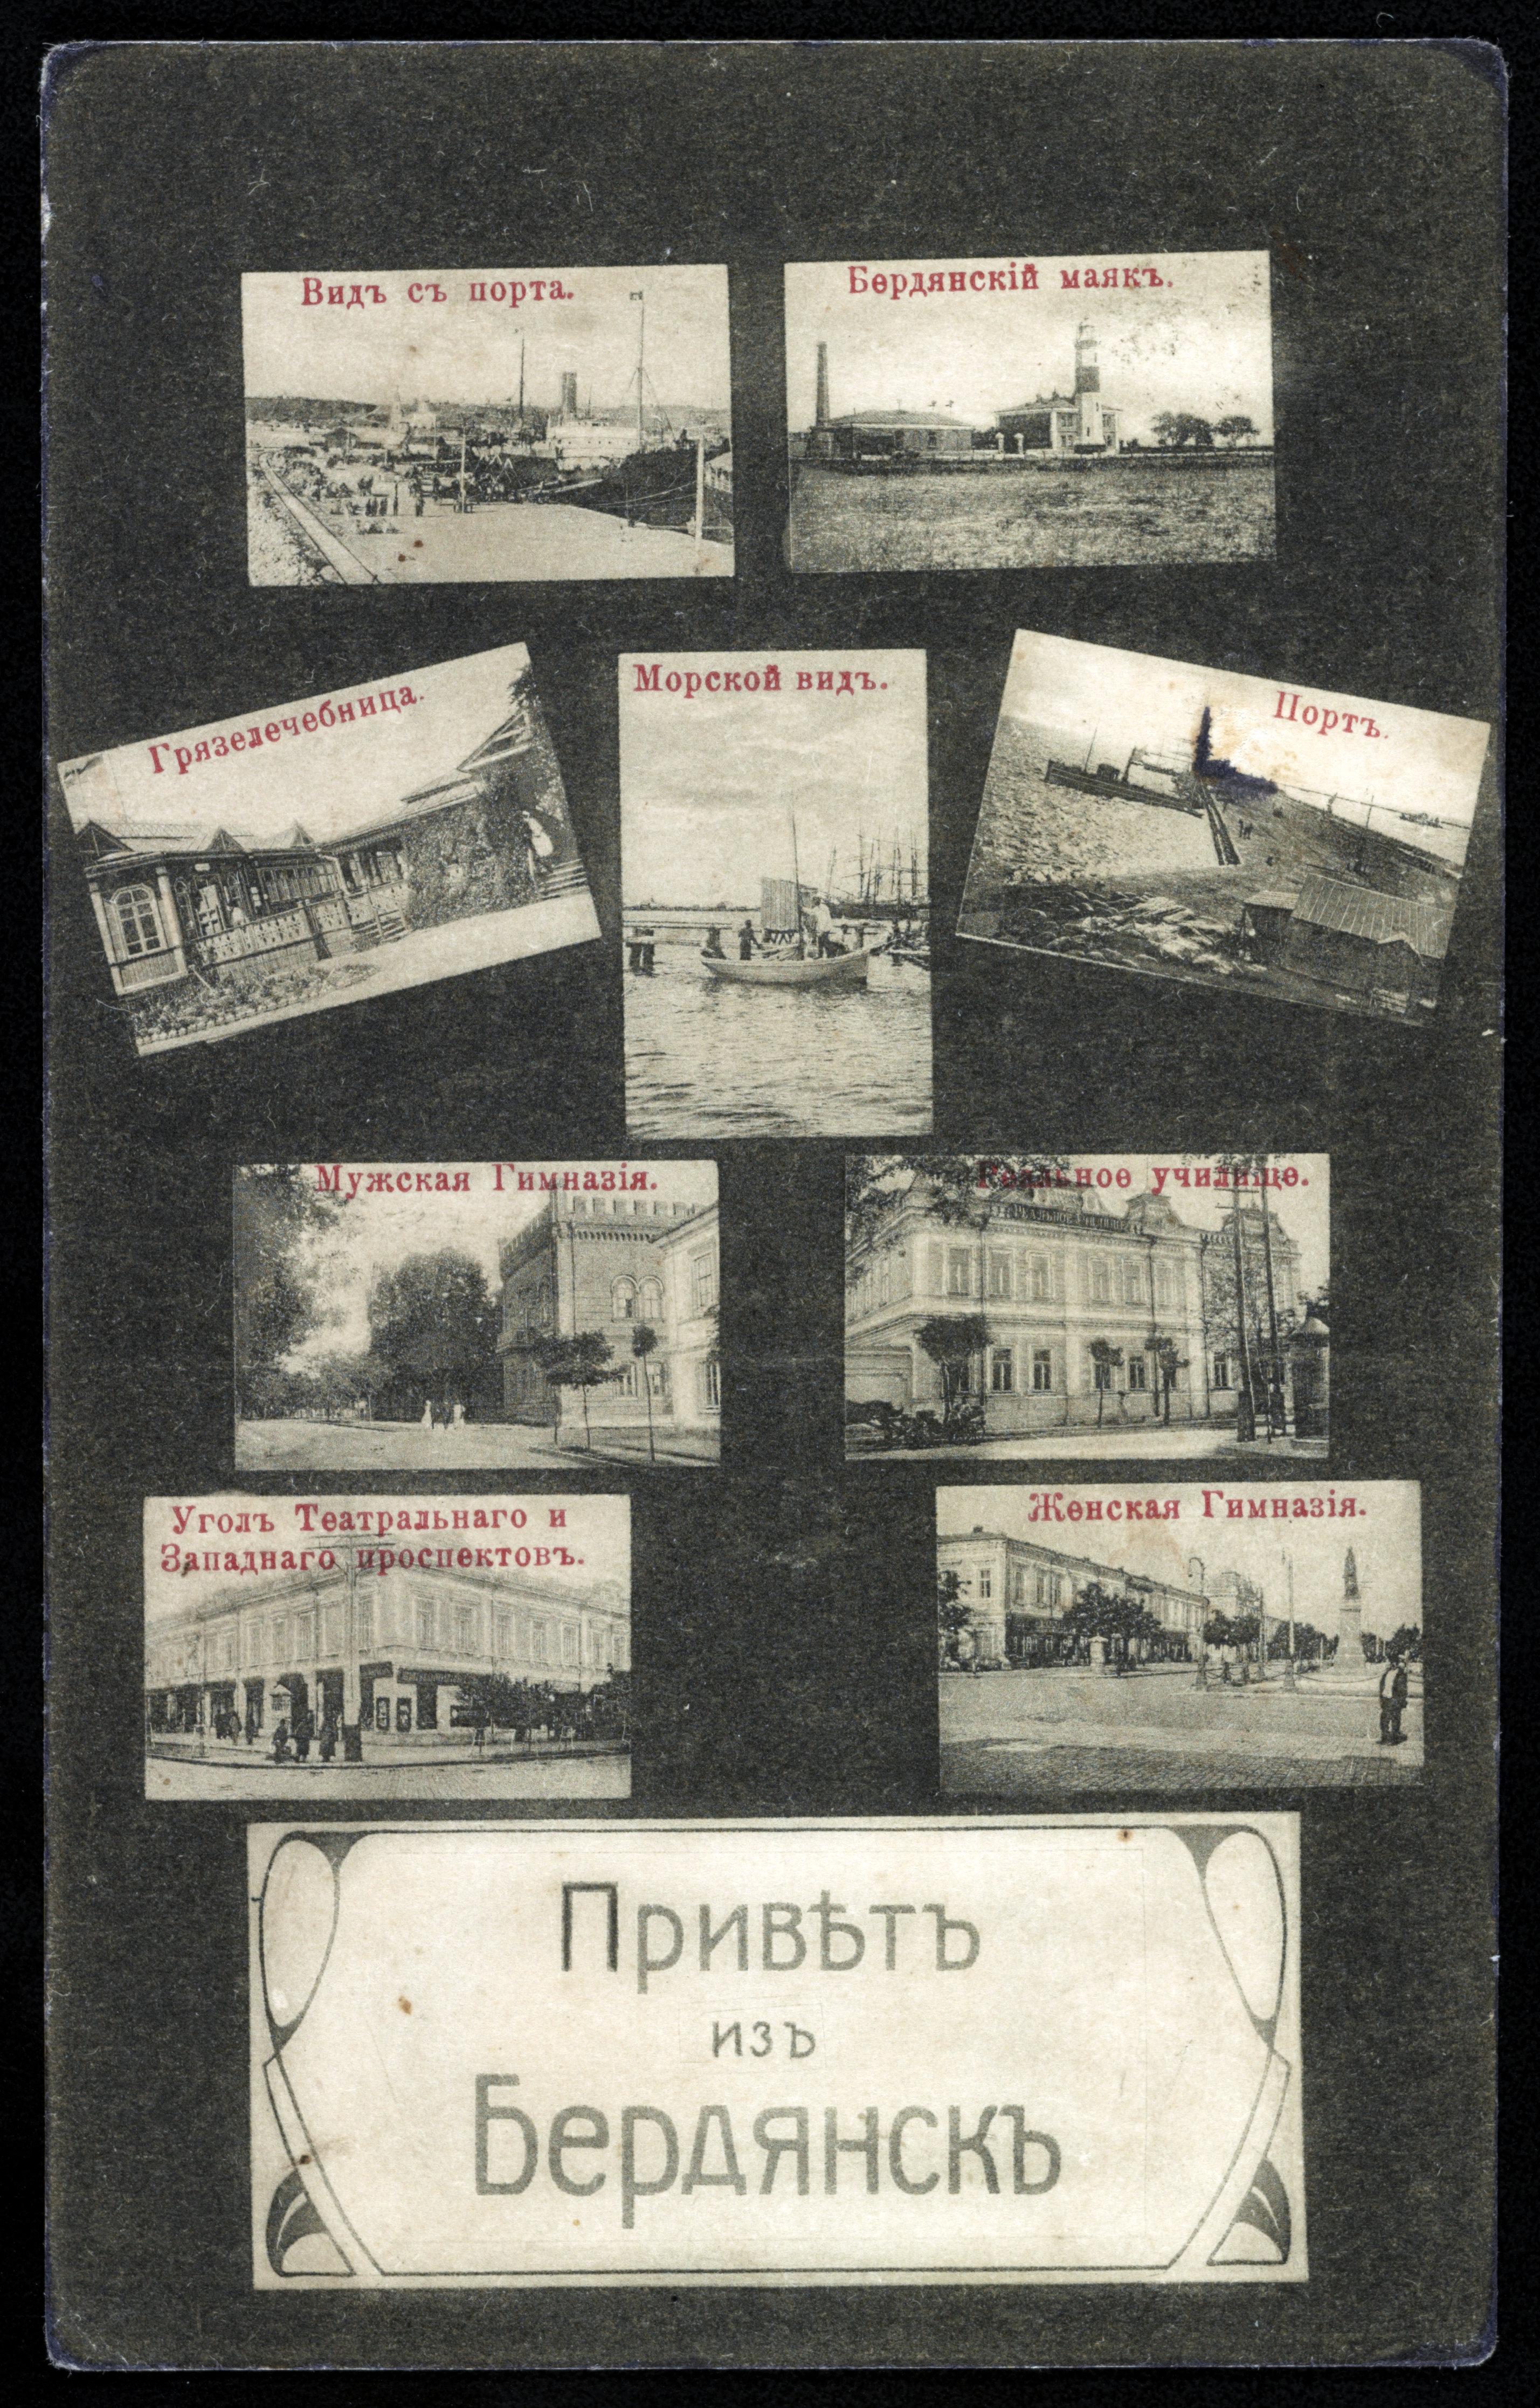 Видъ съ порта.
Бердянскій маякъ.
Грязелечебница.
Морской видъ.
Портъ.
Мужская Гимназія.
Реальное училище.
Уголъ Театральнаго и
Западнаго проспектовъ.
Женская Гимназія.
Привѣтъ
изъ
Бердянскъ